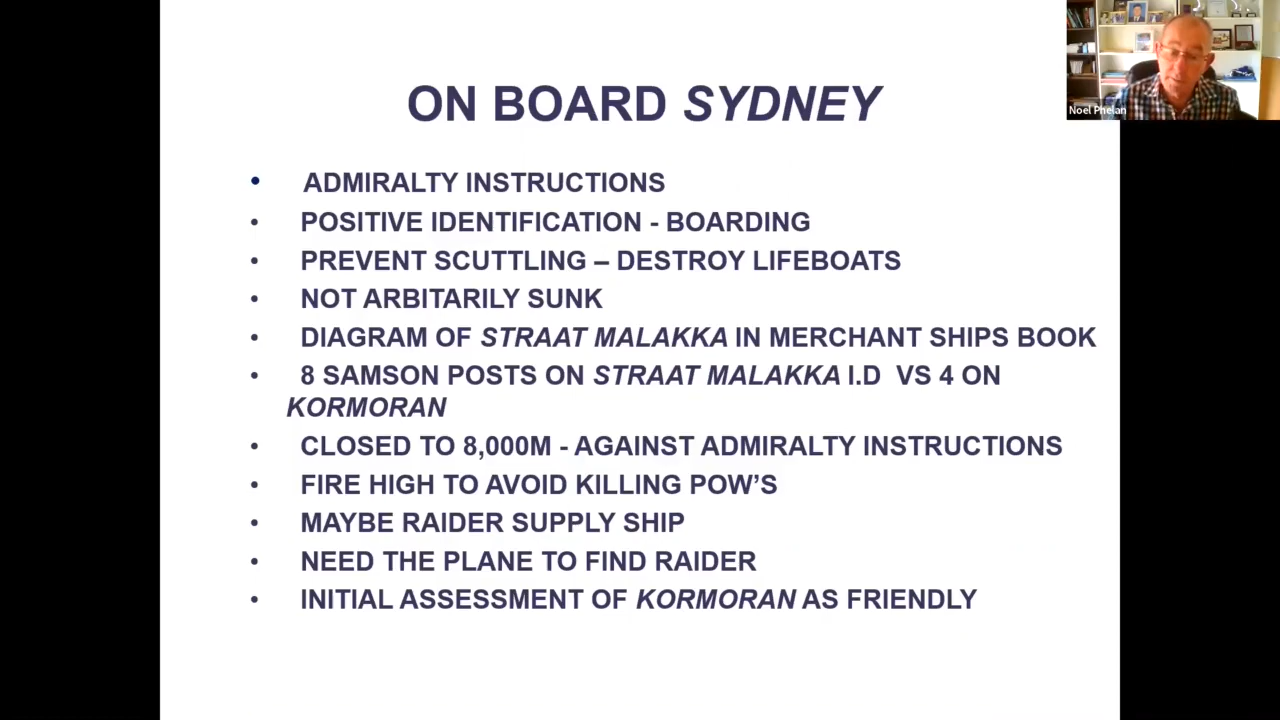 ON BOARD SYDNEY
Noel Phelan
• ADMIRALTY INSTRUCTIONS
• POSITIVE IDENTIFICATION - BOARDING
• PREVENT SCUTTLING – DESTROY LIFEBOATS
• NOT ARBITARILY SUNK
• DIAGRAM OF STRAAT MALAKKA IN MERCHANT SHIPS BOOK
• 8 SAMSON POSTS ON STRAAT MALAKKA I.D VS 4 ON
KORMORAN
• CLOSED TO 8,000M - AGAINST ADMIRALTY INSTRUCTIONS
• FIRE HIGH TO AVOID KILLING POW’S
• MAYBE RAIDER SUPPLY SHIP
• NEED THE PLANE TO FIND RAIDER
• INITIAL ASSESSMENT OF KORMORAN AS FRIENDLY